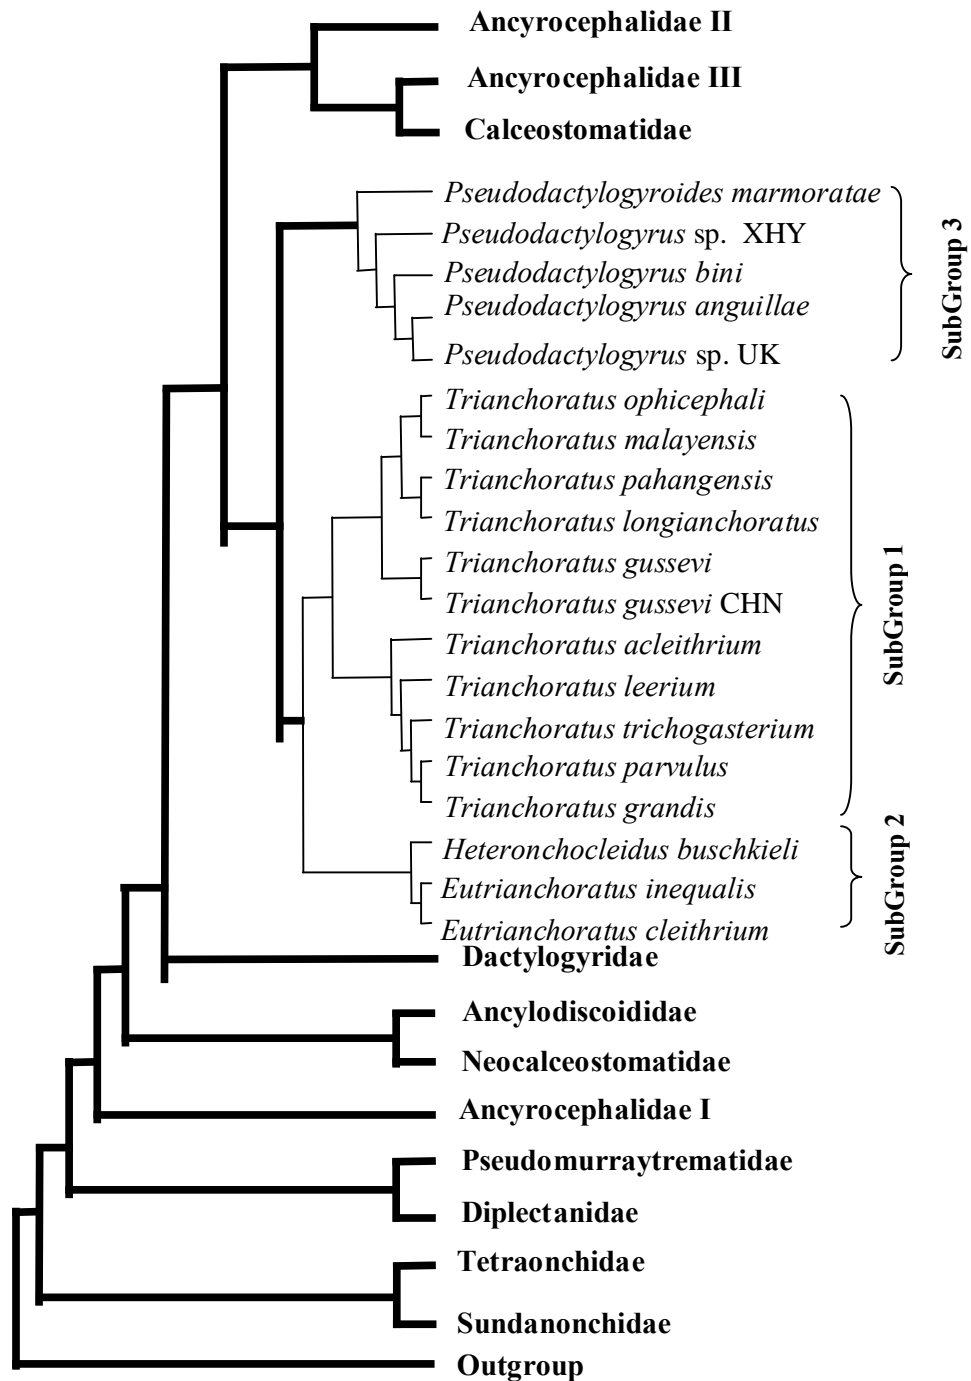 Ancyrocephalidae II
Ancyrocephalidae III
Calceostomatidae
Pseudodactylogyroides marmoratae
Pseudodactylogyrus sp. XHY
Pseudodactylogyrus bini
Pseudodactylogyrus anguillae
Pseudodactylogyrus sp. UK
SubGroup 3
Trianchoratus ophicephali
Trianchoratus malayensis
Trianchoratus pahangensis
Trianchoratus longianchoratus
Trianchoratus gussevi
Trianchoratus gussevi CHN
Trianchoratus acleithrium
Trianchoratus leerium
Trianchoratus trichogasterium
Trianchoratus parvulus
Trianchoratus grandis
SubGroup 1
Heteronchocleidus buschkieli
Eutrianchoratus inequalis
Eutrianchoratus cleithrium
SubGroup 2
Dactylogyridae
Ancylodiscoididae
Neocalceostomatidae
Ancyrocephalidae I
Pseudomurraytrematidae
Diplectanidae
Tetraonchidae
Sundanonchidae
Outgroup